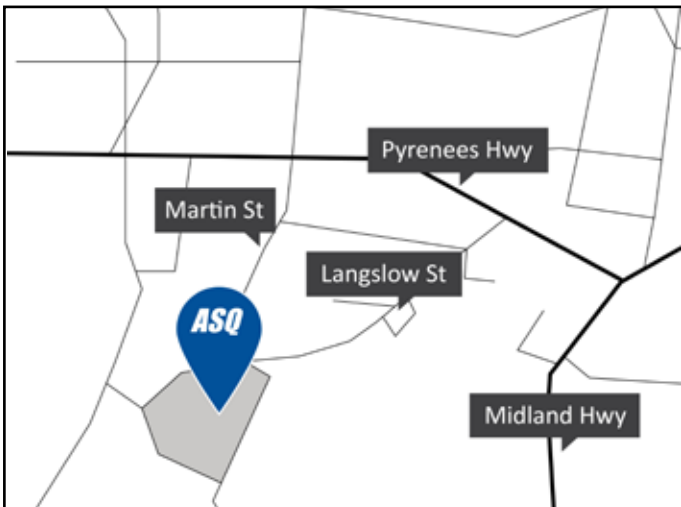 Pyrenees Hwy
Martin St
Langslow St
ASQ
Midland Hwy